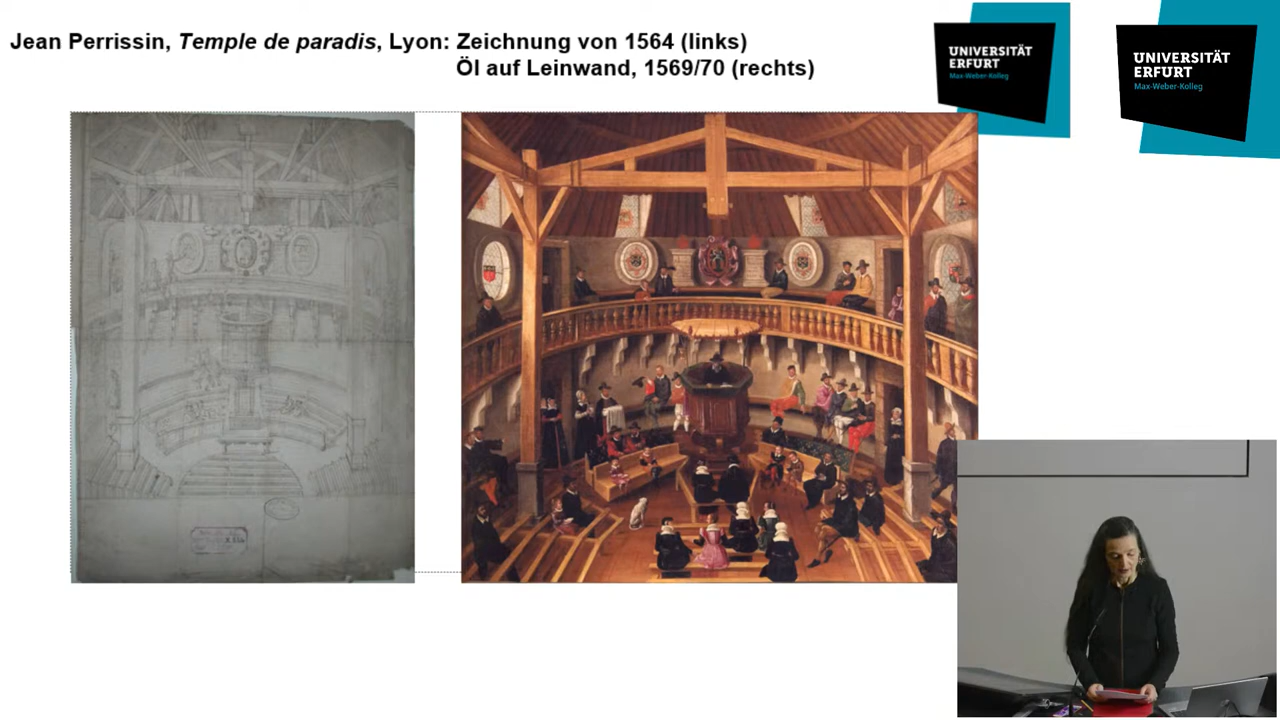 Jean Perrissin, Temple de paradis, Lyon: Zeichnung von 1564 (links)
Öl auf Leinwand, 1569/70 (rechts)
UNIVERSITÄT
ERFURT
Max-Weber-Kolleg
UNIVERSITÄT
ERFURT
Max-Weber-Kolleg